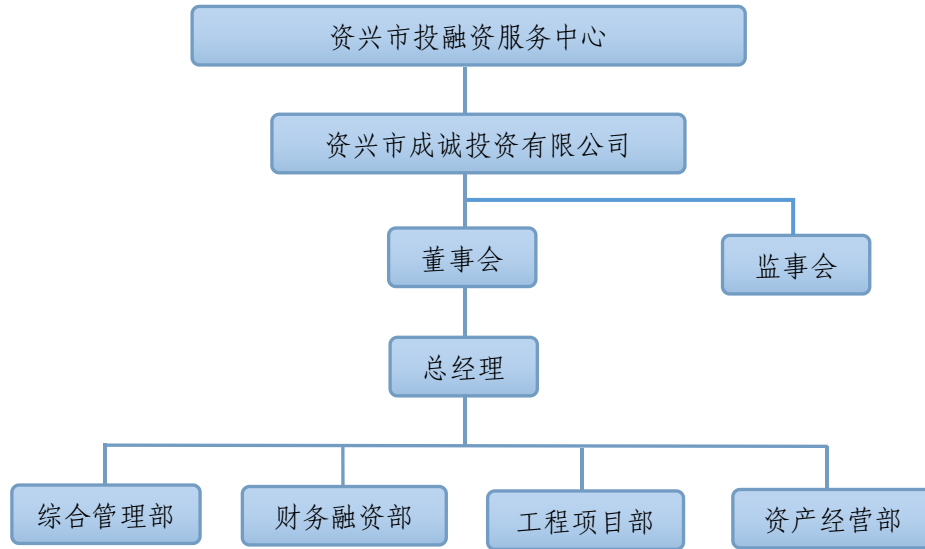 资兴市投融资服务中心
资兴市成诚投资有限公司
董事会
监事会
总经理
综合管理部
财务融资部
工程项目部
资产经营部